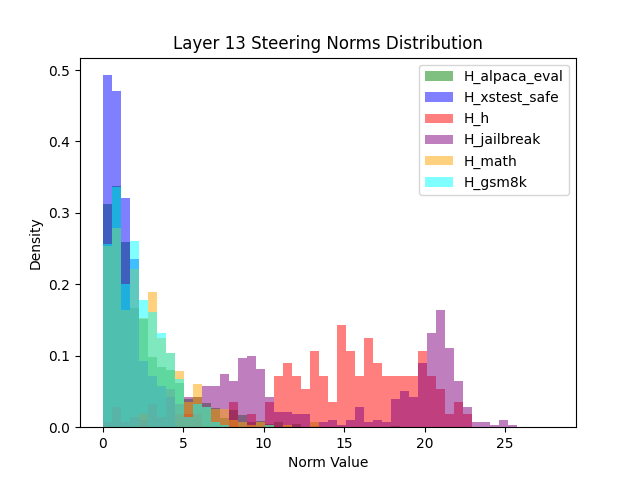 Layer 13 Steering Norms Distribution
H_alpaca_eval
H_xstest_safe
H_h
H_jailbreak
H_math
H_gsm8k
Density
0.5
0.4
0.3
0.2
0.1
0.0
0
5
10
15
20
25
Norm Value